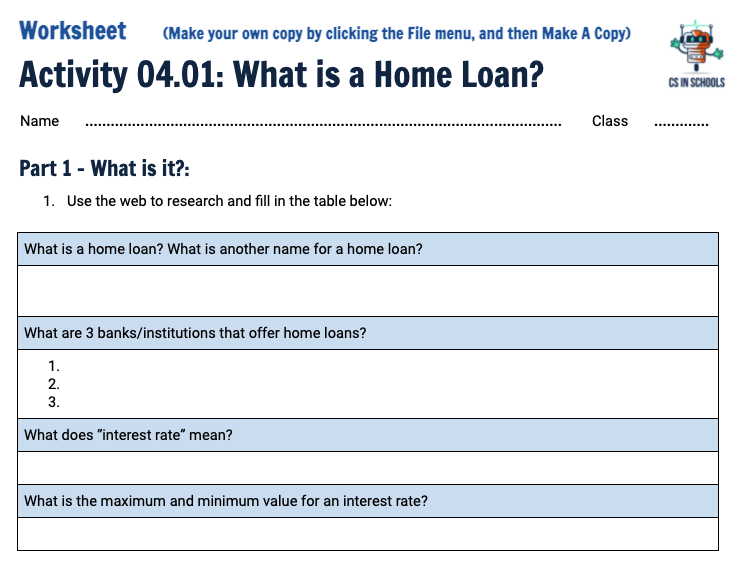 Worksheet (Make your own copy by clicking the File menu, and then Make A Copy)
Activity 04.01: What is a Home Loan?
CS IN SCHOOLS
Name ............................................................................................................... Class .............
Part 1 - What is it?:
1. Use the web to research and fill in the table below:
What is a home loan? What is another name for a home loan?
What are 3 banks/institutions that offer home loans?
1.
2.
3.
What does “interest rate” mean?
What is the maximum and minimum value for an interest rate?